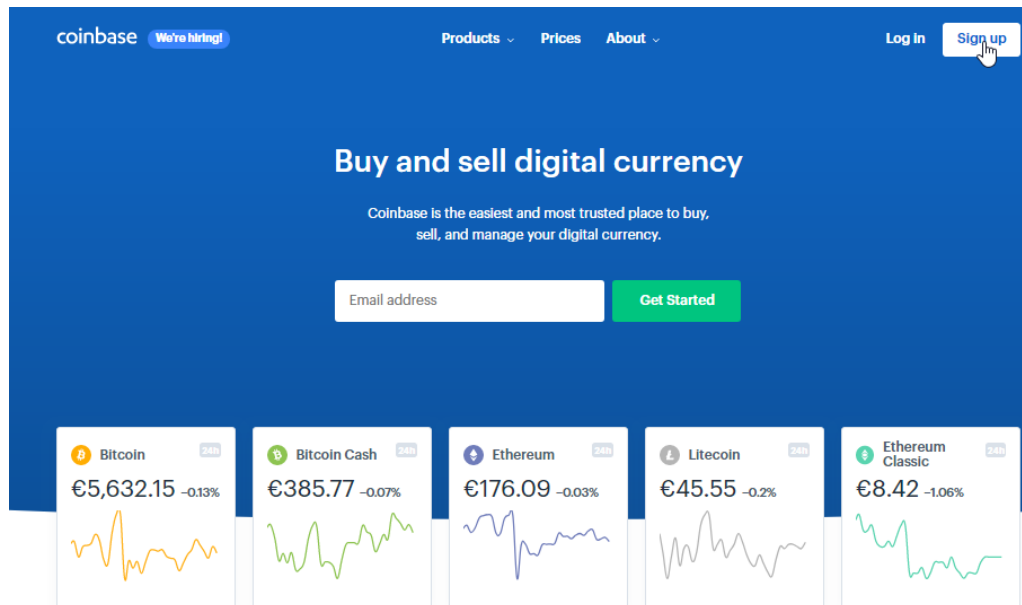 coinbase We're hiring! Products Prices About Log in Sign up
Buy and sell digital currency
Coinbase is the easiest and most trusted place to buy,
sell, and manage your digital currency.
Email address Get Started
Bitcoin 24h
€5,632.15 -0.13%
Bitcoin Cash 24h
€385.77 -0.07%
Ethereum 24h
€176.09 -0.03%
Litecoin 24h
€45.55 -0.2%
Ethereum
Classic 24h
€8.42 -1.06%